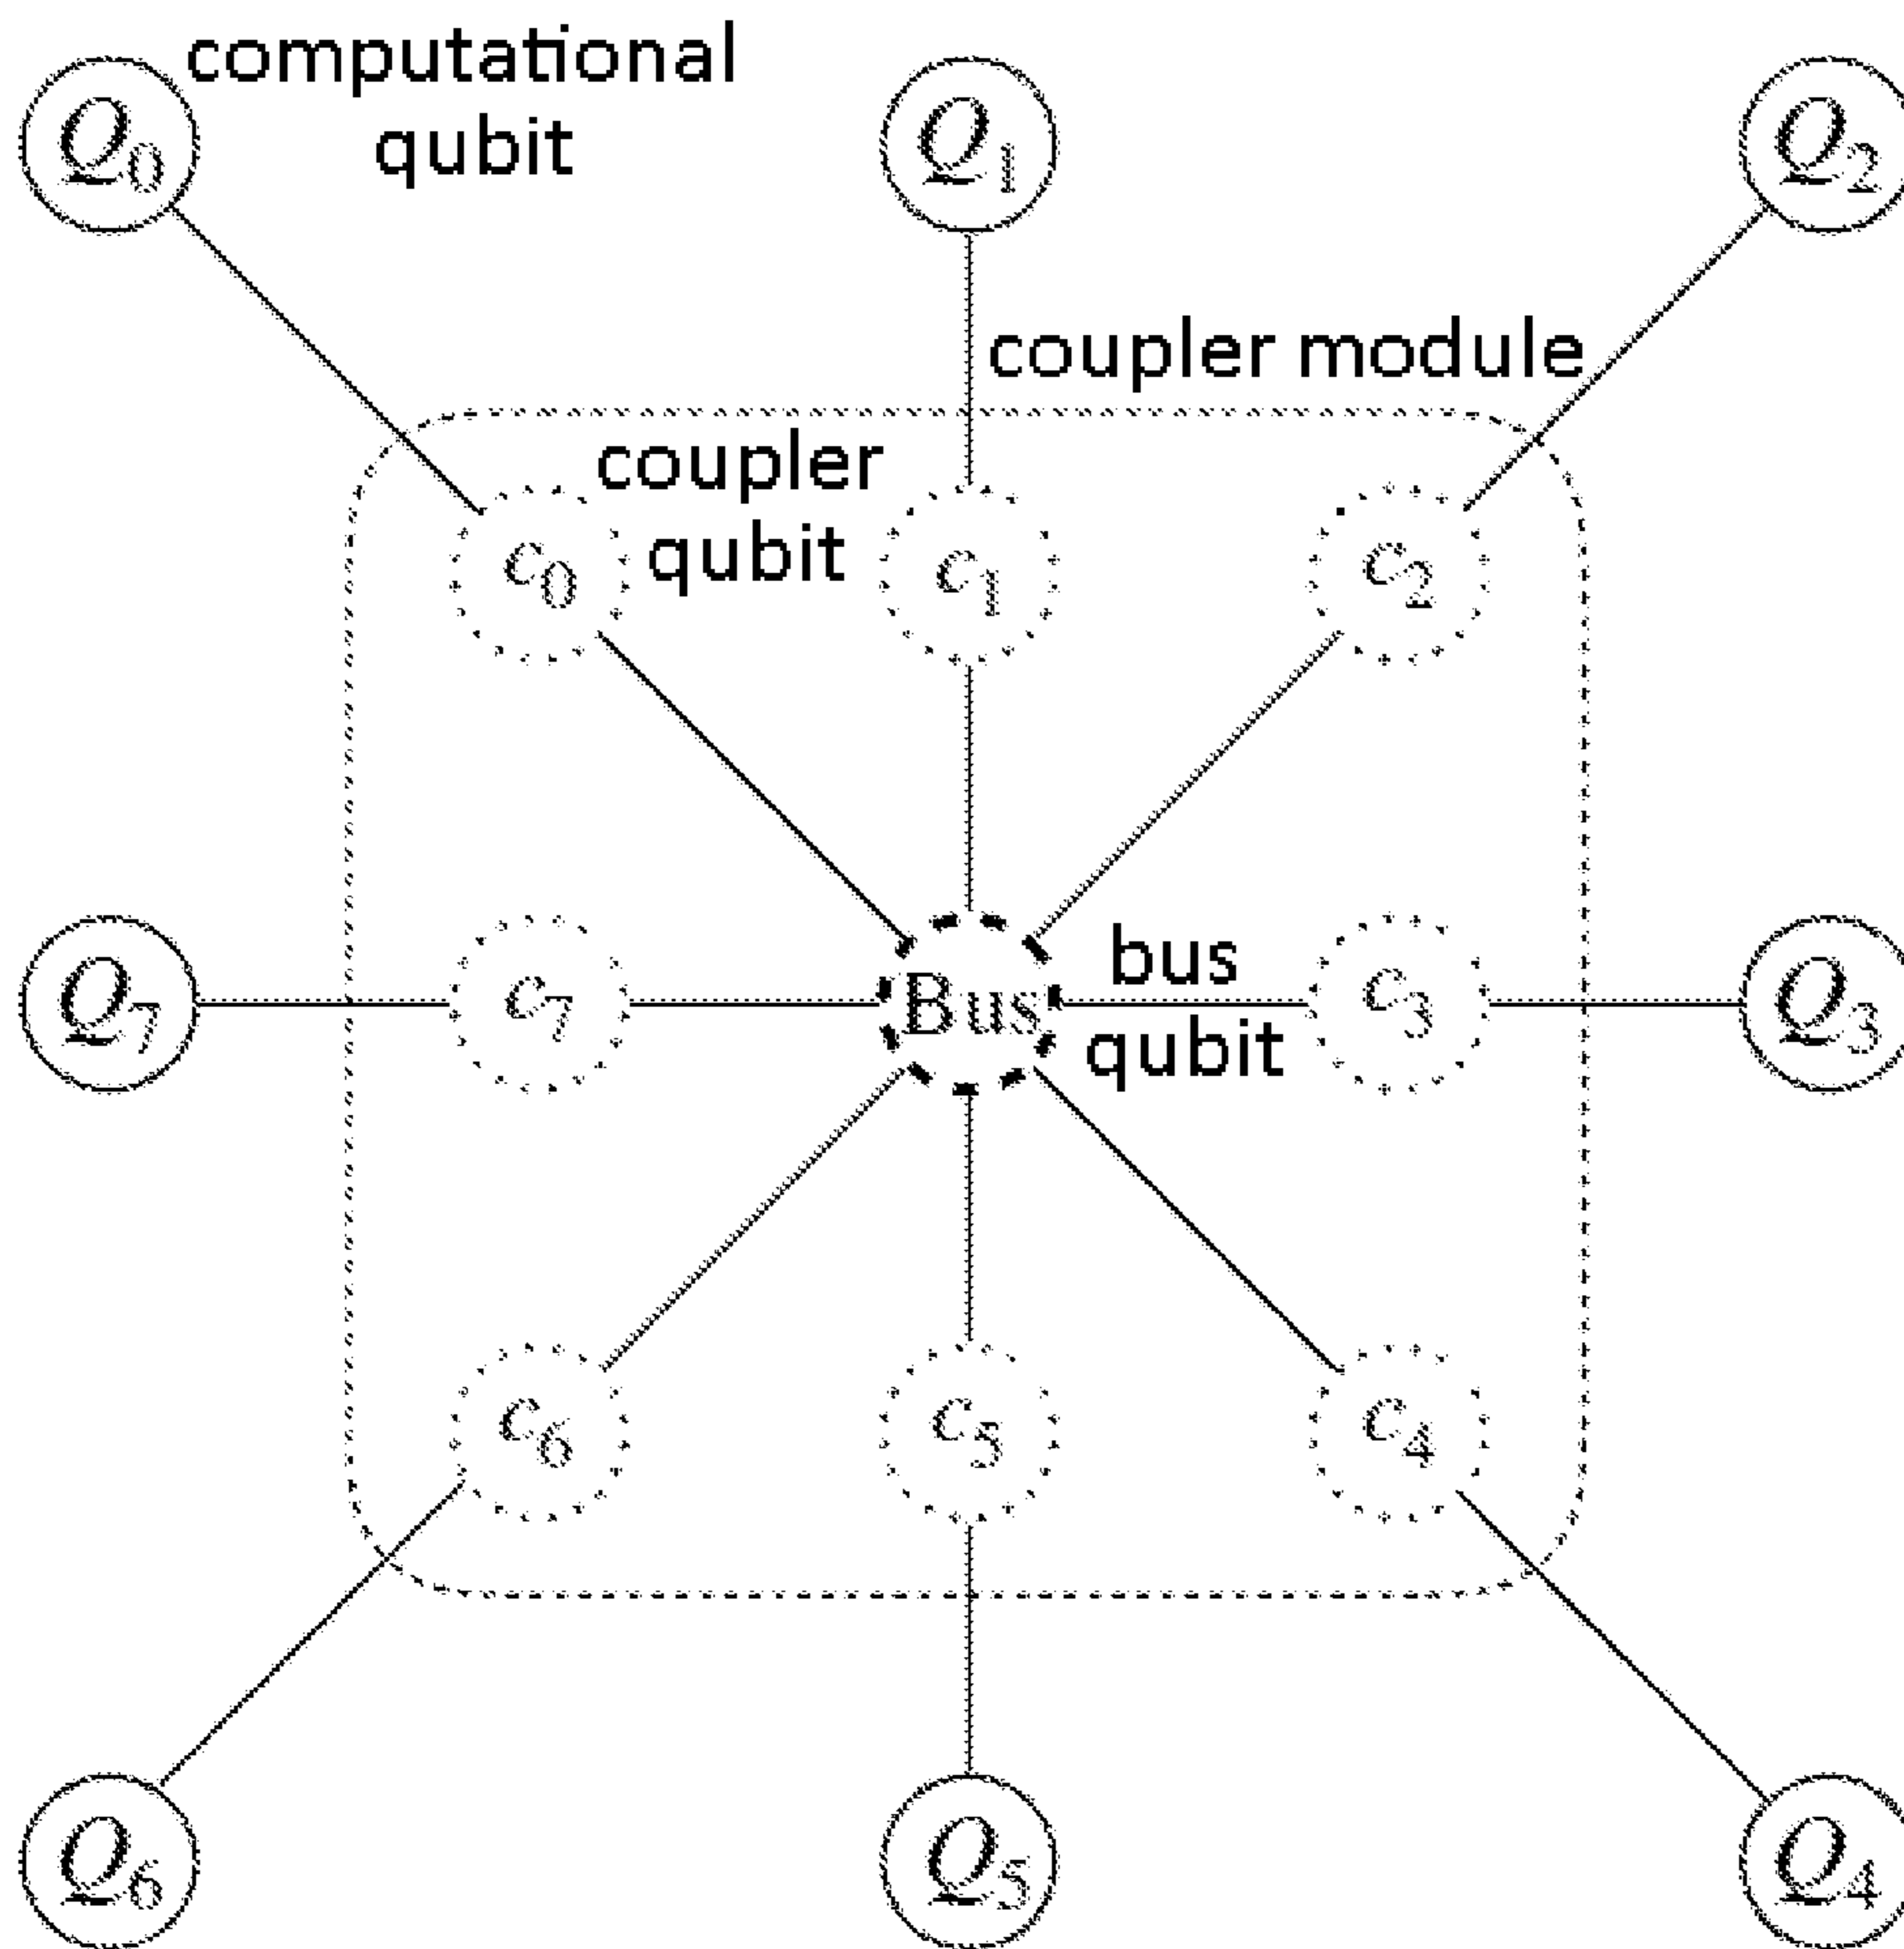 computational
qubit
Q0
Q1
Q2
coupler module
coupler
qubit
c0
c1
c2
bus
qubit
Q7
c7
Bus
c3
Q3
c6
c5
c4
Q6
Q5
Q4